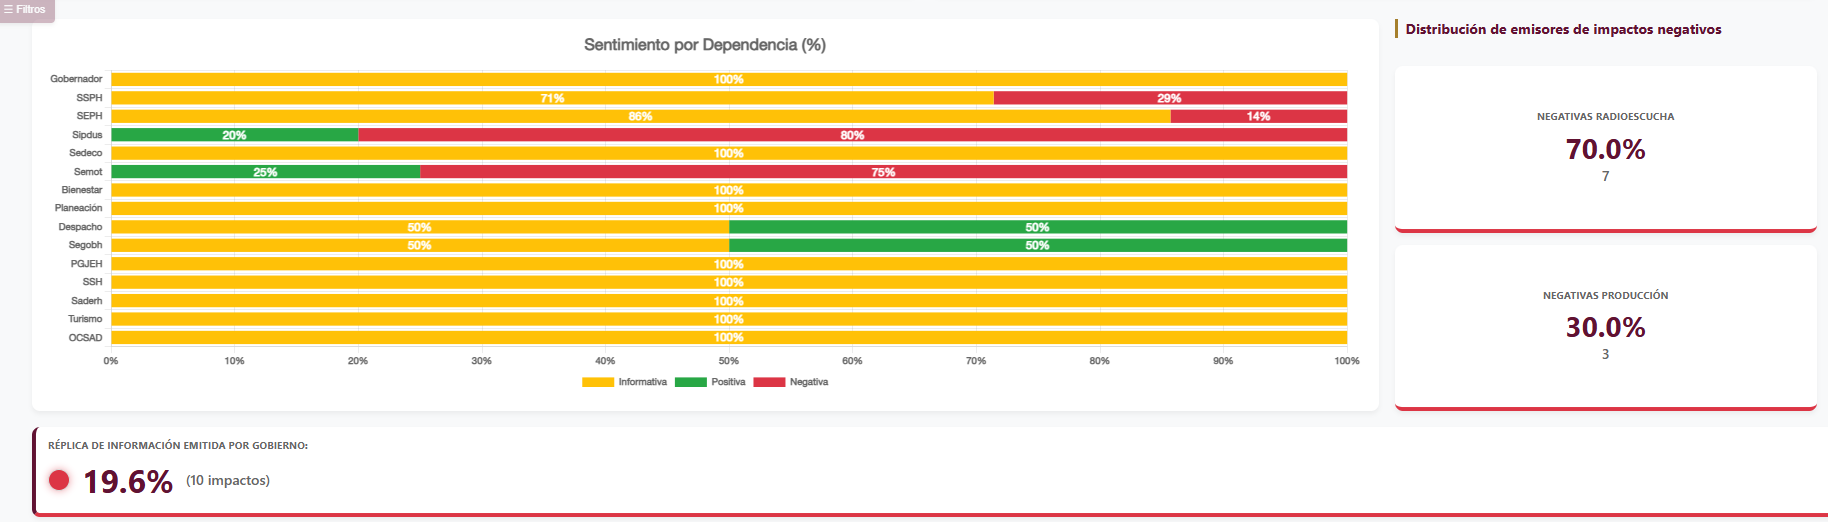 ☰ Filtros
Sentimiento por Dependencia (%)
Gobernador 100%
SSPH 71% 29%
SEPH 86% 14%
Sipdus 20% 80%
Sedeco 100%
Semot 25% 75%
Bienestar 100%
Planeación 100%
Despacho 50% 50%
Segobh 50% 50%
PGJEH 100%
SSH 100%
Saderh 100%
Turismo 100%
OCSAD 100%
0% 10% 20% 30% 40% 50% 60% 70% 80% 90% 100%
Informativa Positiva Negativa
Distribución de emisores de impactos negativos
NEGATIVAS RADIOESCUCHA
70.0%
7
NEGATIVAS PRODUCCIÓN
30.0%
3
RÉPLICA DE INFORMACIÓN EMITIDA POR GOBIERNO:
19.6% (10 impactos)